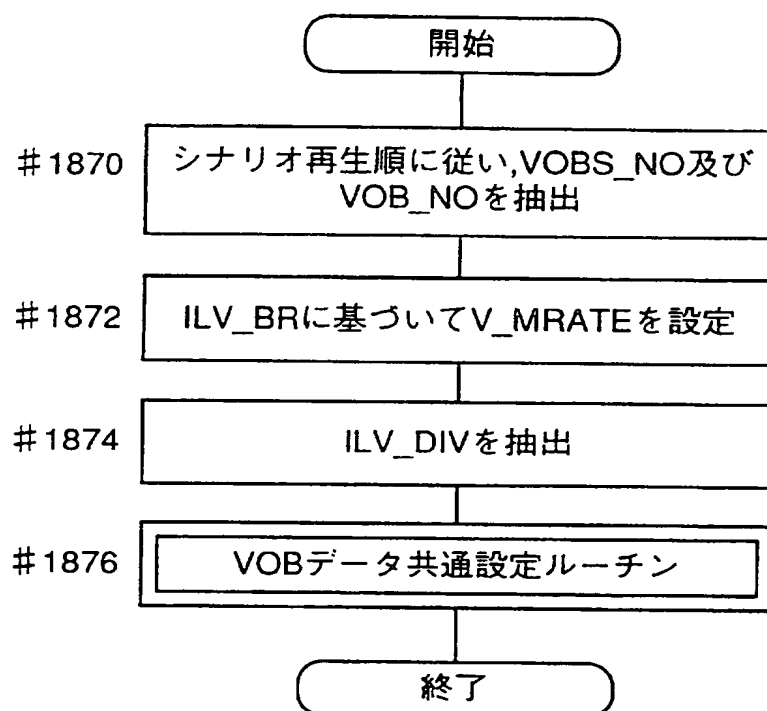 開始
#1870
シナリオ再生順に従い,VOBS_NO及び
VOB_NOを抽出
#1872
ILV_BRに基づいてV_MRATEを設定
#1874
ILV_DIVを抽出
#1876
VOBデータ共通設定ルーチン
終了